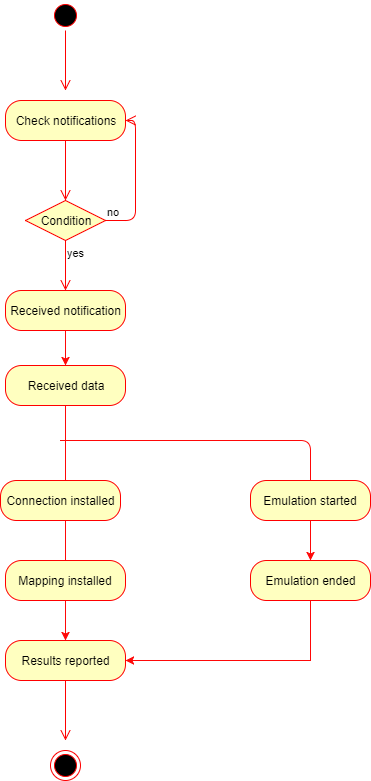 Check notifications
Condition
no
yes
Received notification
Received data
Connection installed
Emulation started
Mapping installed
Emulation ended
Results reported